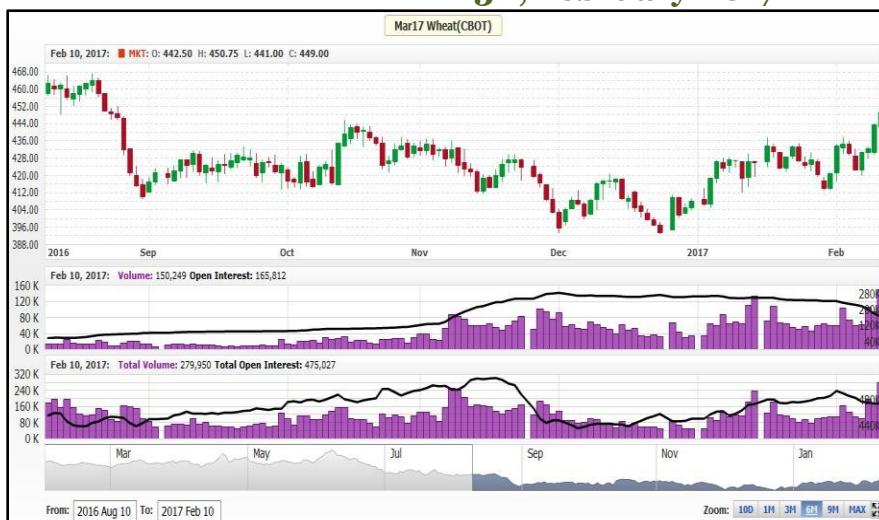 Mar17 Wheat(CBOT)
Feb 10, 2017: MKT: O: 442.50 H: 450.75 L: 441.00 C: 449.00
468.00
460.00
452.00
444.00
436.00
428.00
420.00
412.00
404.00
396.00
388.00
2016 Sep Oct Nov Dec 2017 Feb
Feb 10, 2017: Volume: 150,249 Open Interest: 165,812
160 K
120 K
80 K
40 K
0 K
280K
120K
40K
Feb 10, 2017: Total Volume: 279,950 Total Open Interest: 475,027
320 K
240 K
160 K
80 K
0 K
480K
440K
Mar May Jul Sep Nov Jan
From: 2016 Aug 10 To: 2017 Feb 10 Zoom: 10D 1M 3M 6M 9M MAX